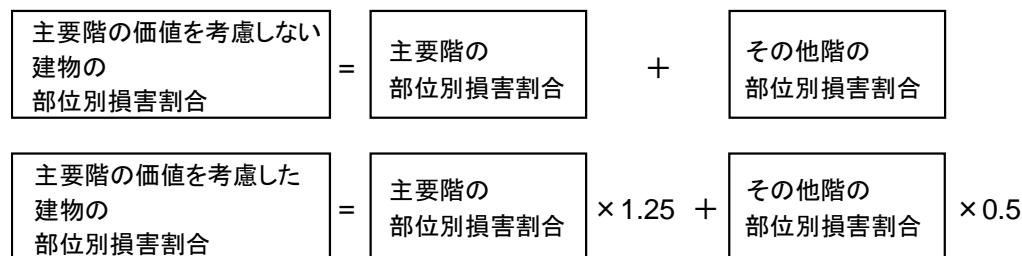 主要階の価値を考慮しない
建物の
部位別損害割合
=
主要階の
部位別損害割合
＋
その他階の
部位別損害割合
主要階の価値を考慮した
建物の
部位別損害割合
=
主要階の
部位別損害割合
×1.25 ＋
その他階の
部位別損害割合
×0.5